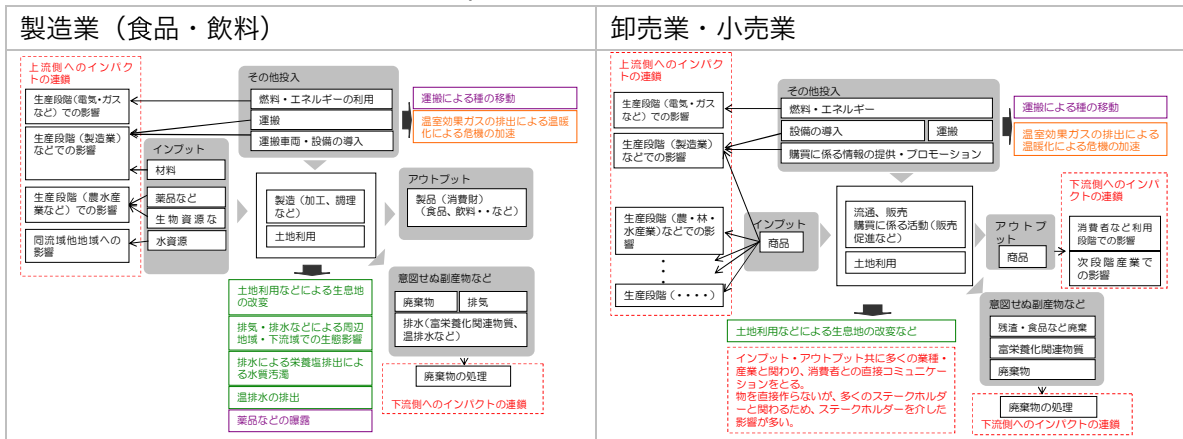 製造業（食品・飲料）
上流側へのインパク
トの連鎖
生産段階（電気・ガス
など）での影響
生産段階（製造業）
などでの影響
生産段階（農水産
業など）での影響
同流域他地域への
影響
インプット
材料
薬品など
生物資源な
水資源
その他投入
燃料・エネルギーの利用
運搬
運搬車両・設備の導入
運搬による種の移動
温室効果ガスの排出による温暖
化による危機の加速
製造（加工、調理
など）
土地利用
アウトプット
製品（消費財）
（食品、飲料・・など）
土地利用などによる生息地
の改変
排気・排水などによる周辺
地域・下流域での生態影響
排水による栄養塩排出によ
る水質汚濁
温排水の排出
薬品などの曝露
意図せぬ副産物など
廃棄物
排気
排水（富栄養化関連物質、
温排水など）
廃棄物の処理
下流側へのインパクトの連鎖
卸売業・小売業
上流側へのインパクト
の連鎖
生産段階（電気・ガス
など）での影響
生産段階（製造業）
などでの影響
生産段階（農・林・
水産業）などでの影
響
・
・
・
生産段階（・・・・）
その他投入
燃料・エネルギー
設備の導入
運搬
購買に係る情報の提供・プロモーション
運搬による種の移動
温室効果ガスの排出による
温暖化による危機の加速
インプット
商品
流通、販売
購買に係る活動（販売
促進など）
土地利用
アウトプ
ット
商品
下流側へのインパ
クトの連鎖
消費者など利用
段階での影響
次段階産業で
の影響
土地利用などによる生息地の改変など
インプット・アウトプット共に多くの業種・
産業と関わり、消費者との直接コミュニケー
ションをとる。
物を直接作らないが、多くのステークホルダ
ーと関わるため、ステークホルダーを介した
影響が多い。
意図せぬ副産物など
残渣・食品など廃棄
富栄養化関連物質
廃棄物
廃棄物の処理
下流側へのインパクトの連鎖